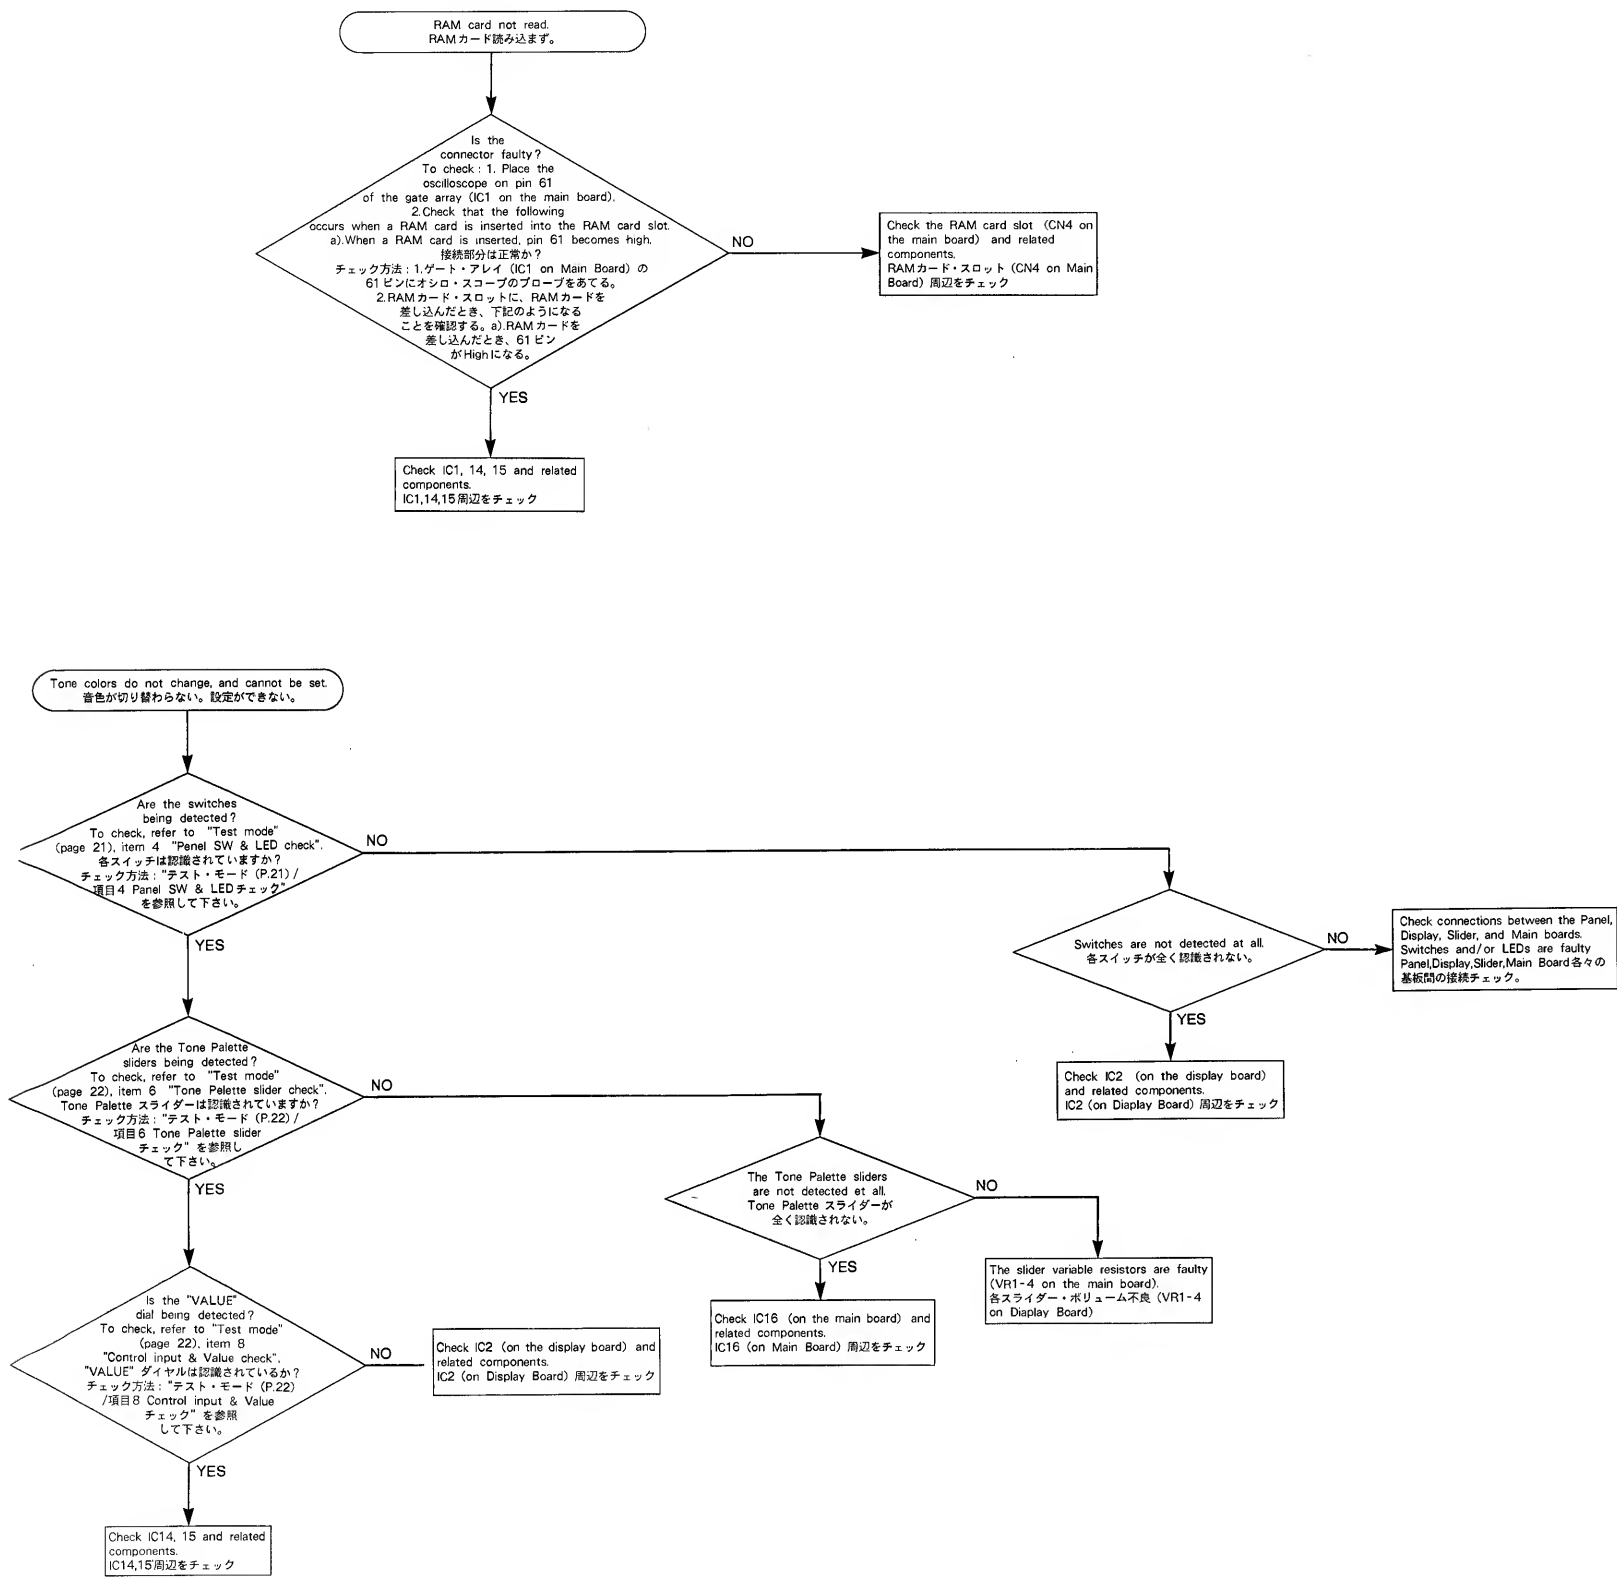 RAM card not read.
RAMカード読み込まず。
Is the
connector faulty?
To check : 1. Place the
oscilloscope on pin 61
of the gate array (IC1 on the main board).
2.Check that the following
occurs when a RAM card is inserted into the RAM card slot.
a).When a RAM card is inserted, pin 61 becomes high.
接続部分は正常か?
チェック方法:1.ゲート・アレイ(IC1 on Main Board)の
61ピンにオシロ・スコープのプローブをあてる。
2.RAMカード・スロットに、RAMカードを
差し込んだとき、下記のようになる
ことを確認する。a).RAMカードを
差し込んだとき、61ピン
がHighになる。
NO
Check the RAM card slot (CN4 on
the main board) and related
components.
RAMカード・スロット(CN4 on Main
Board)周辺をチェック
YES
Check IC1, 14, 15 and related
components.
IC1,14,15周辺をチェック
Tone colors do not change, and cannot be set.
音色が切り替わらない。設定ができない。
Are the switches
being detected?
To check, refer to "Test mode"
(page 21), item 4 "Penel SW & LED check".
各スイッチは認識されていますか?
チェック方法:"テスト・モード(P.21)/
項目4 Panel SW & LEDチェック"
を参照して下さい。
NO
YES
Switches are not detected at all.
各スイッチが全く認識されない。
NO
Check connections between the Panel,
Display, Slider, and Main boards.
Switches and/or LEDs are faulty
Panel,Display,Slider,Main Board各々の
基板間の接続チェック。
YES
Check IC2 (on the display board)
and related components.
IC2(on Diaplay Board)周辺をチェック
Are the Tone Palette
sliders being detected?
To check, refer to "Test mode"
(page 22), item 6 "Tone Pelette slider check".
Tone Palette スライダーは認識されていますか?
チェック方法:"テスト・モード(P.22)/
項目6 Tone Palette slider
チェック"を参照し
て下さい。
NO
YES
The Tone Palette sliders
are not detected et all.
Tone Palette スライダーが
全く認識されない。
NO
YES
The slider variable resistors are faulty
(VR1-4 on the main board).
各スライダー・ボリューム不良(VR1-4
on Diaplay Board)
Check IC16 (on the main board) and
related components.
IC16(on Main Board)周辺をチェック
Is the "VALUE"
dial being detected?
To check, refer to "Test mode"
(page 22), item 8
"Control input & Value check".
"VALUE" ダイヤルは認識されているか?
チェック方法:"テスト・モード(P.22)
/項目8 Control input & Value
チェック"を参照
して下さい。
NO
Check IC2 (on the display board) and
related components.
IC2(on Display Board)周辺をチェック
YES
Check IC14, 15 and related
components.
IC14,15周辺をチェック